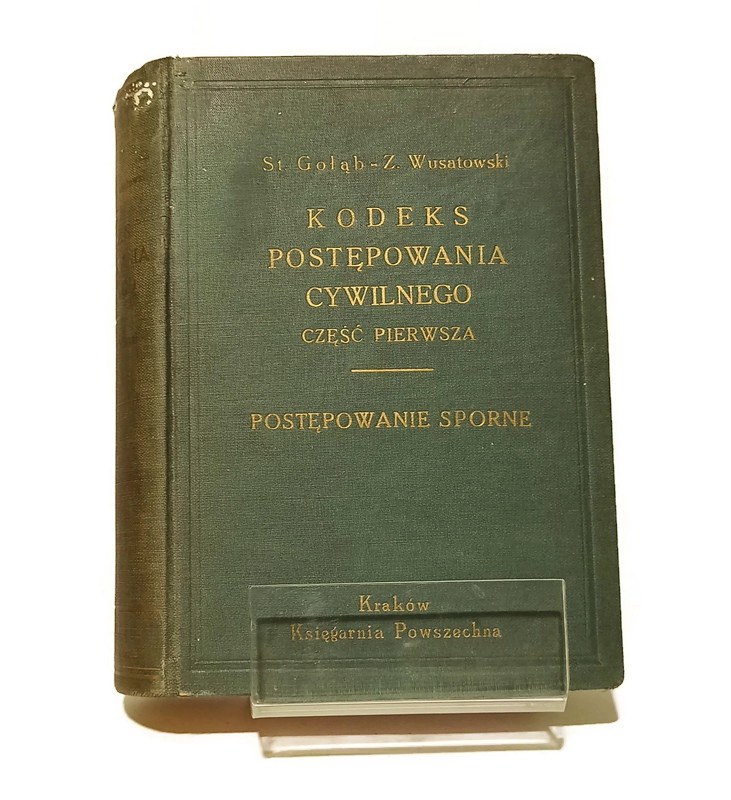 St Gołąb - Z. Wusatowski
KODEKS
POSTĘPOWANIA
CYWILNEGO
CZĘŚĆ PIERWSZA
POSTĘPOWANIE SPORNE
Kraków
Księgarnia Powszechna